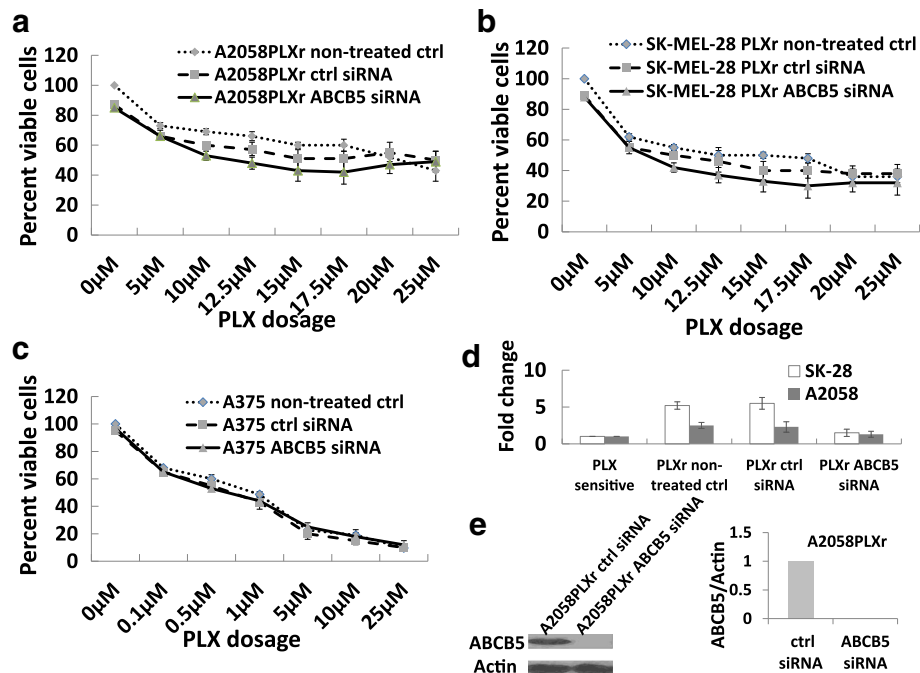 a
120
100
80
60
40
20
0
Percent viable cells
A2058PLXr non-treated ctrl
A2058PLXr ctrl siRNA
A2058PLXr ABCB5 siRNA
0µM
5µM
10µM
12.5µM
15µM
17.5µM
20µM
25µM
PLX dosage
b
120
100
80
60
40
20
0
Percent viable cells
SK-MEL-28 PLXr non-treated ctrl
SK-MEL-28 PLXr ctrl siRNA
SK-MEL-28 PLXr ABCB5 siRNA
0µM
5µM
10µM
12.5µM
15µM
17.5µM
20µM
25µM
PLX dosage
c
120
100
80
60
40
20
0
Percent viable cells
A375 non-treated ctrl
A375 ctrl siRNA
A375 ABCB5 siRNA
0µM
0.1µM
0.5µM
1µM
5µM
10µM
25µM
PLX dosage
d
Fold change
10
5
0
SK-28
A2058
PLX
sensitive
PLXr non-
treated ctrl
PLXr ctrl
siRNA
PLXr ABCB5
siRNA
e
A2058PLXr ctrl siRNA
A2058PLXr ABCB5 siRNA
ABCB5
Actin
ABCB5/Actin
1.5
1
0.5
0
A2058PLXr
ctrl
siRNA
ABCB5
siRNA